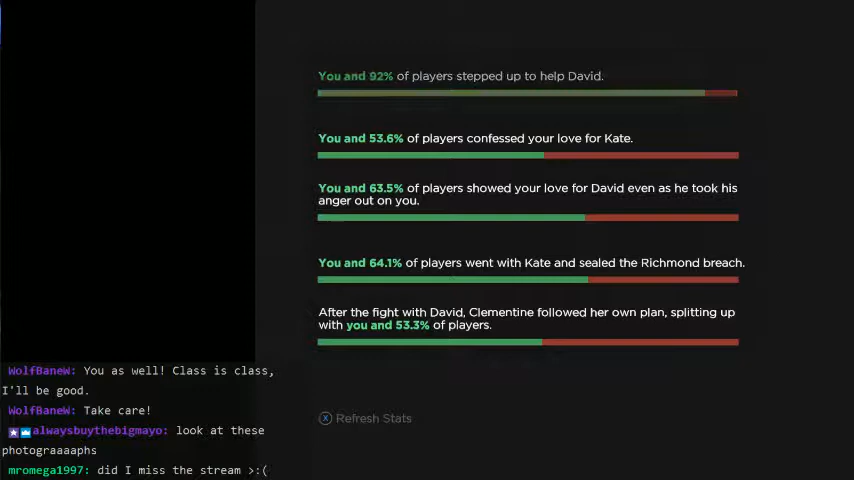 You and 92% of players stepped up to help David.
You and 53.6% of players confessed your love for Kate.
You and 63.5% of players showed your love for David even as he took his
anger out on you.
You and 64.1% of players went with Kate and sealed the Richmond breach.
After the fight with David, Clementine followed her own plan, splitting up
with you and 53.3% of players.
X Refresh Stats
WolfBaneW: You as well! Class is class,
I'll be good.
WolfBaneW: Take care!
alwaysbuythebigmayo: look at these
photograaaaphs
mromega1997: did I miss the stream >:(